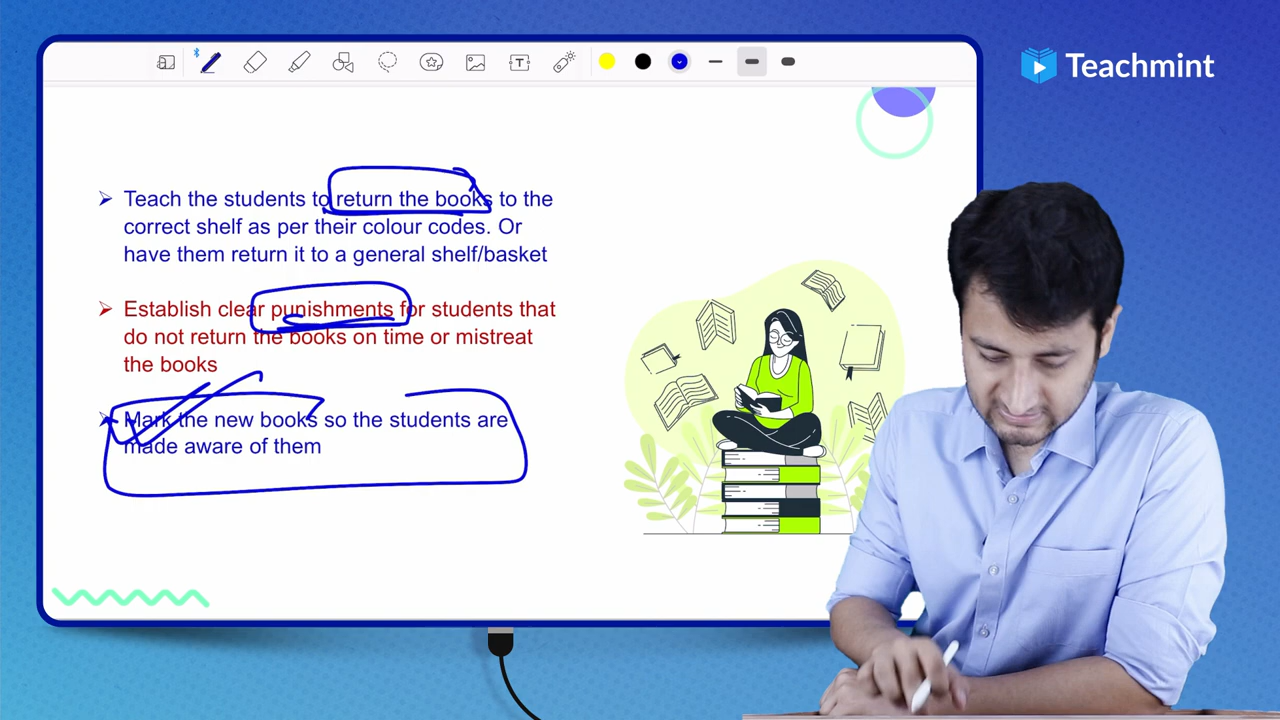 Teachmint
➢ Teach the students to return the books to the
correct shelf as per their colour codes. Or
have them return it to a general shelf/basket
➢ Establish clear punishments for students that
do not return the books on time or mistreat
the books
➢ Mark the new books so the students are
made aware of them